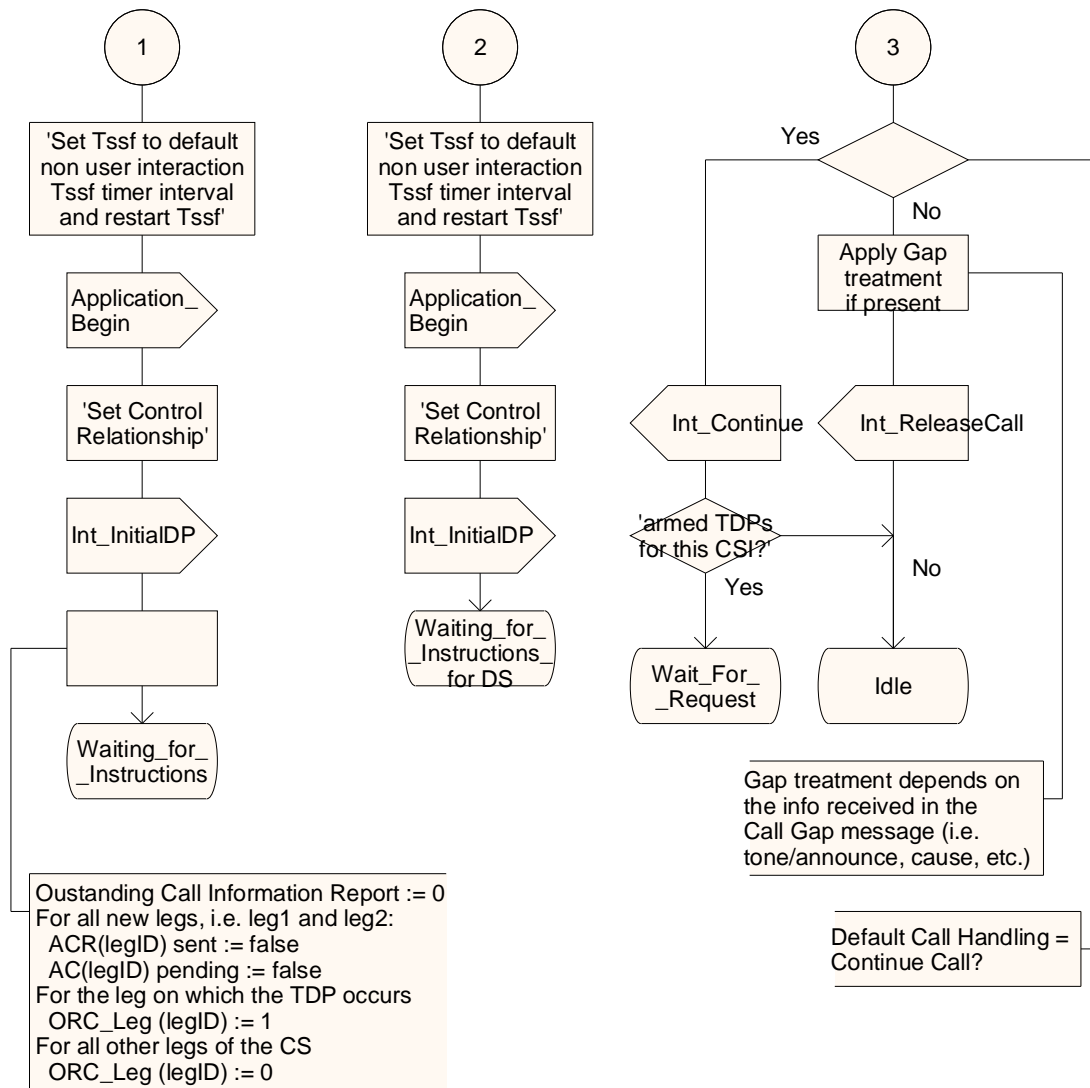 1
'Set Tssf to default
non user interaction
Tssf timer interval
and restart Tssf'
Application_
Begin
'Set Control
Relationship'
Int_InitialDP
Waiting_for_
_Instructions
Oustanding Call Information Report := 0
For all new legs, i.e. leg1 and leg2:
ACR(legID) sent := false
AC(legID) pending := false
For the leg on which the TDP occurs
ORC_Leg (legID) := 1
For all other legs of the CS
ORC_Leg (legID) := 0
2
'Set Tssf to default
non user interaction
Tssf timer interval
and restart Tssf'
Application_
Begin
'Set Control
Relationship'
Int_InitialDP
Waiting_for_
_Instructions_
for DS
3
Yes
No
Apply Gap
treatment
if present
Int_Continue
Int_ReleaseCall
'armed TDPs
for this CSI?'
No
Yes
Wait_For_
_Request
Idle
Gap treatment depends on
the info received in the
Call Gap message (i.e.
tone/announce, cause, etc.)
Default Call Handling =
Continue Call?